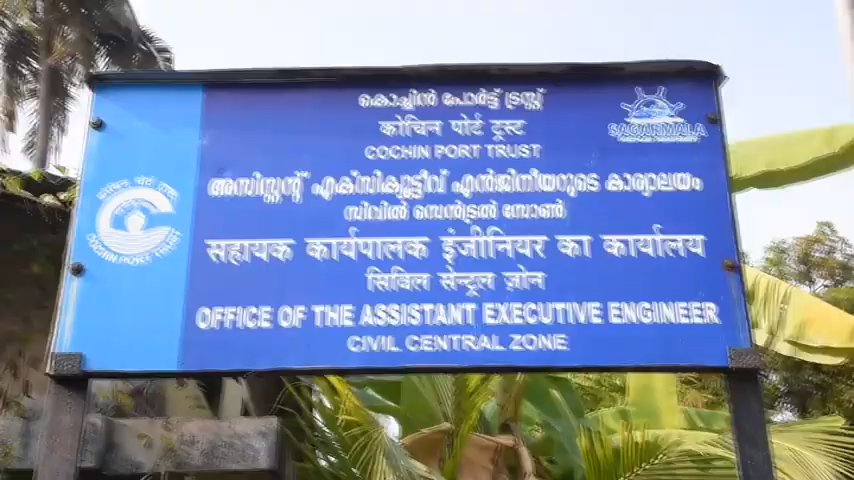 കൊച്ചിൻ പോർട്ട് ട്രസ്റ്റ്
कोचिन पोर्ट ट्रस्ट
COCHIN PORT TRUST
SAGARMALA
അസിസ്റ്റന്റ് എക്സിക്യൂട്ടീവ് എൻജിനീയറുടെ കാര്യാലയം
സിവിൽ സെൻട്രൽ സോൺ
सहायक कार्यपालक इंजीनियर का कार्यालय
सिविल सेन्ट्रल ज़ोन
OFFICE OF THE ASSISTANT EXECUTIVE ENGINEER
CIVIL CENTRAL ZONE
कोचिन पोर्ट ट्रस्ट
COCHIN PORT TRUST